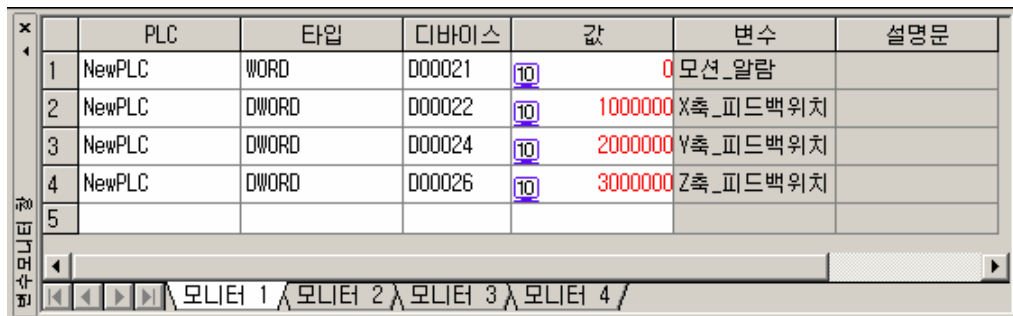 PLC 타입 디바이스 값 변수 설명문
1 NewPLC WORD D00021 10 0 모션_알람
2 NewPLC DWORD D00022 10 1000000 X축_피드백위치
3 NewPLC DWORD D00024 10 2000000 Y축_피드백위치
4 NewPLC DWORD D00026 10 3000000 Z축_피드백위치
5
모니터 1 모니터 2 모니터 3 모니터 4
변수모니터 창